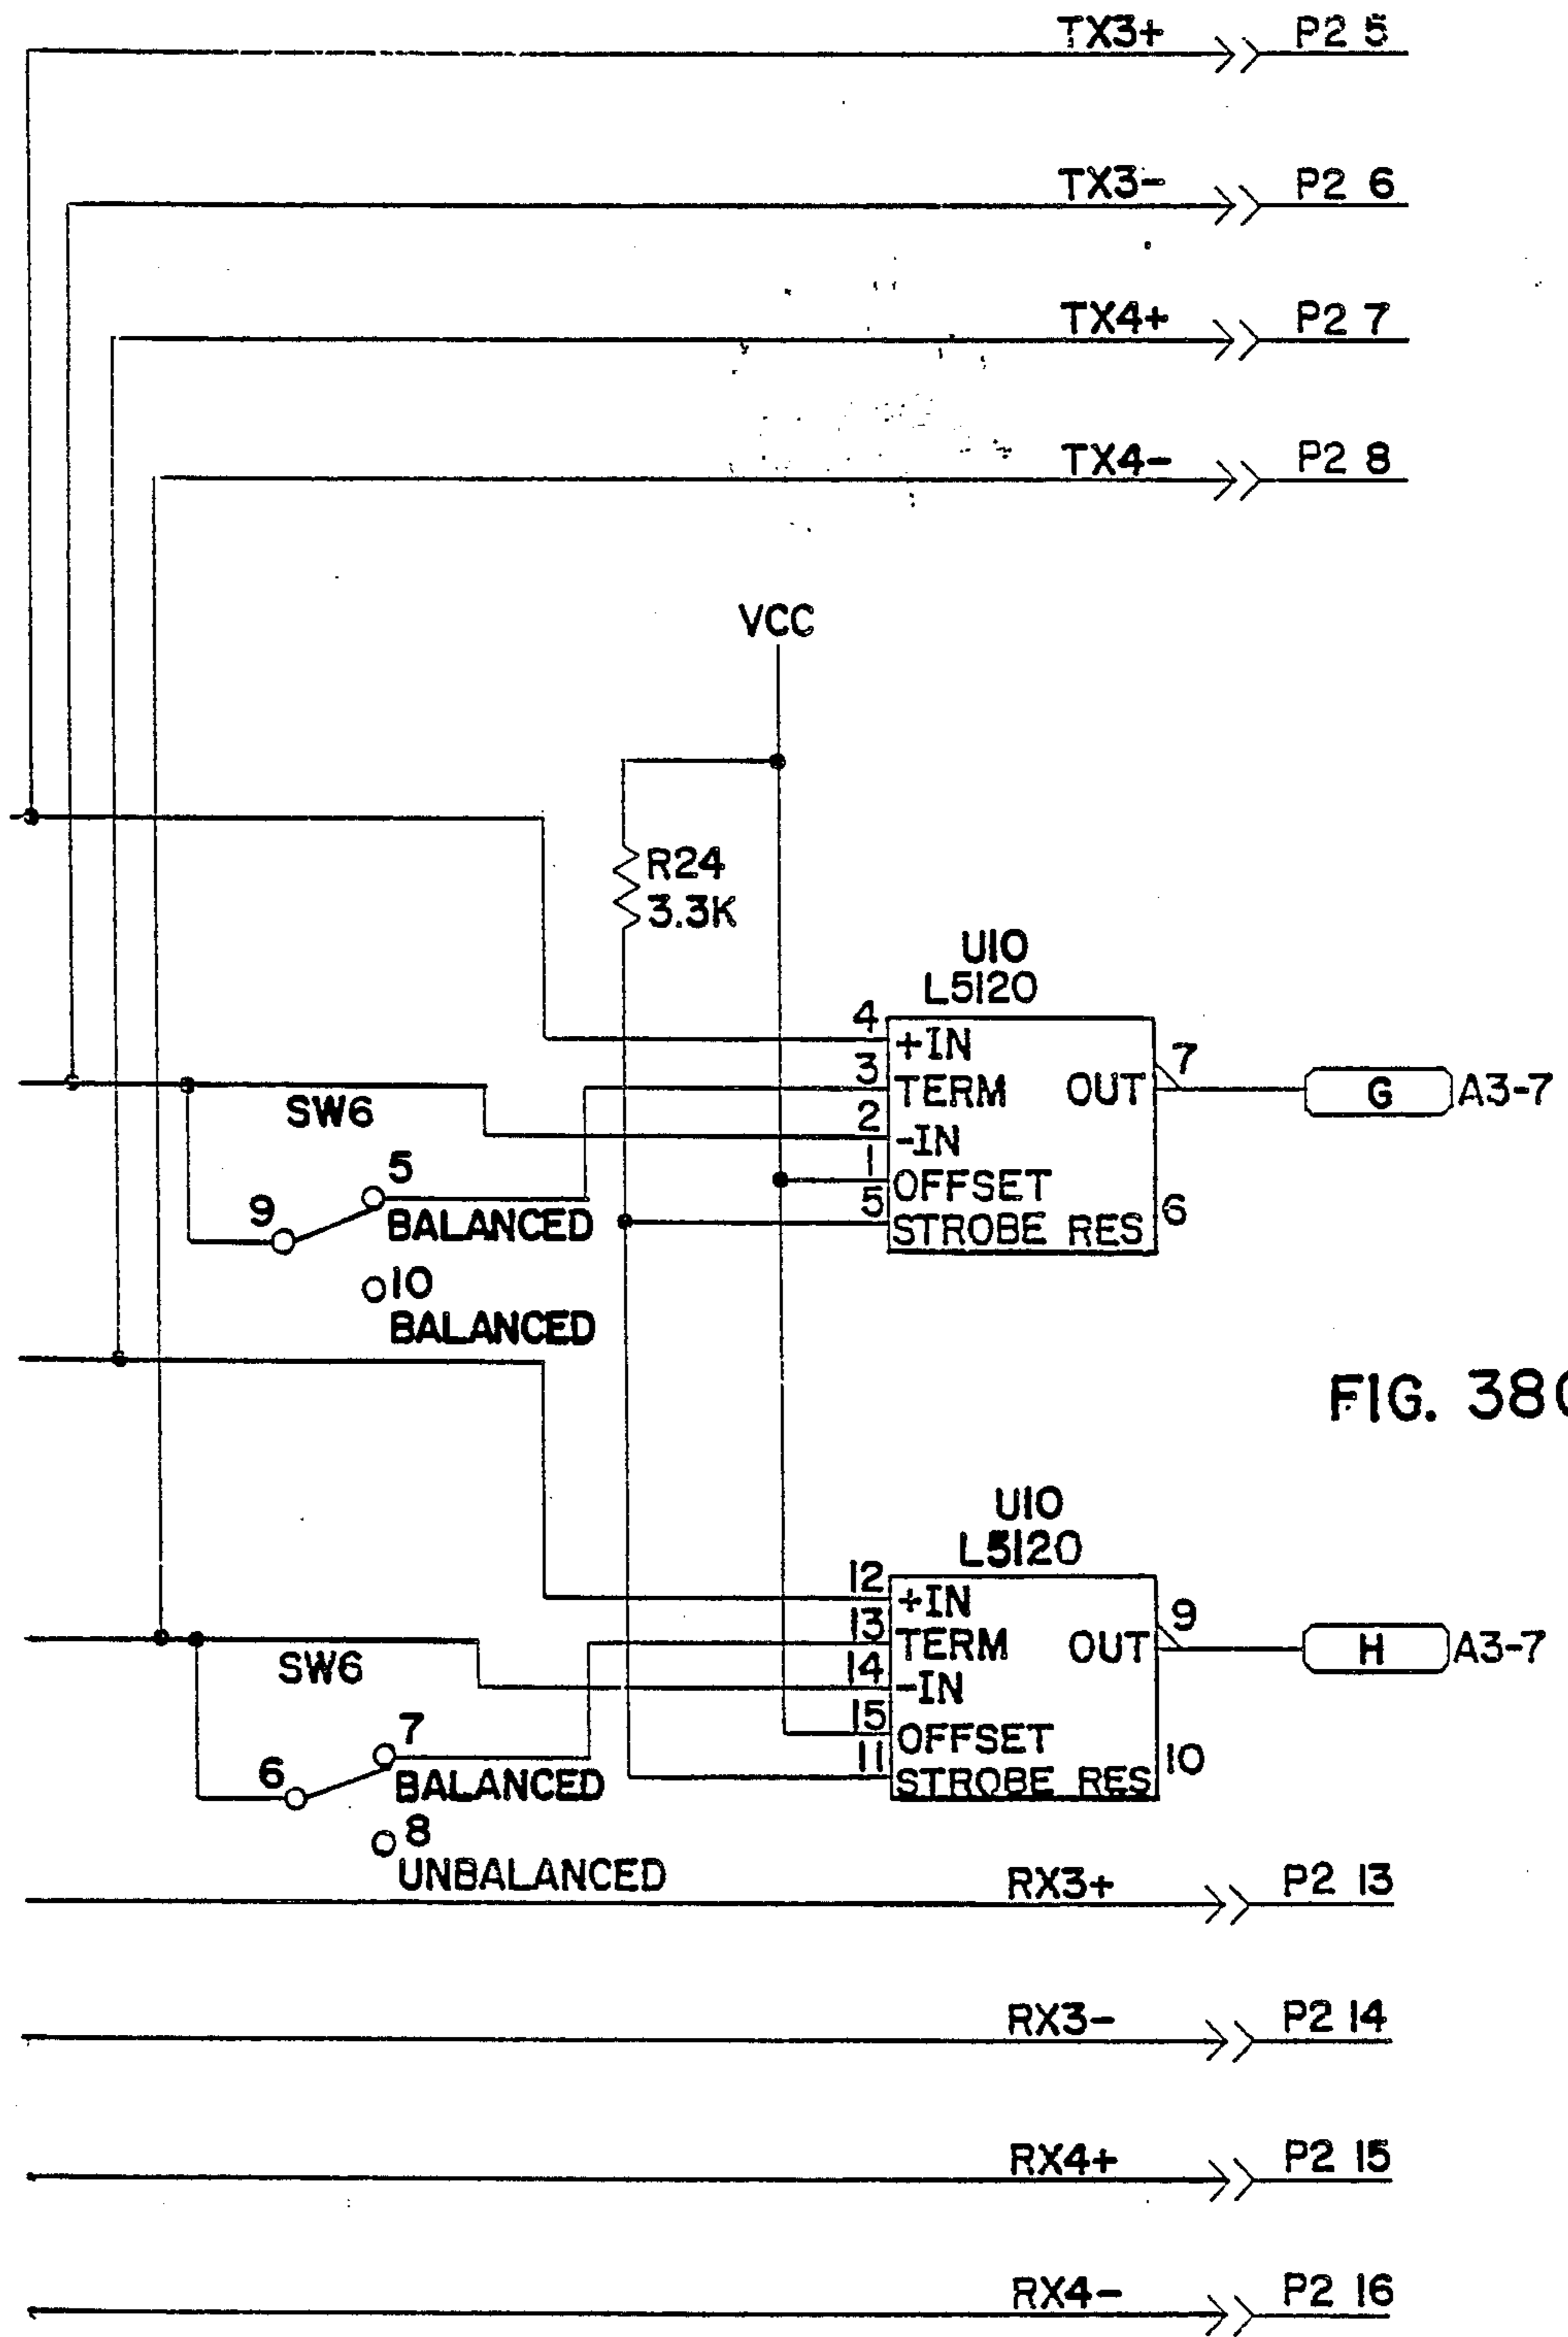 TX3+ P2 5
TX3- P2 6
TX4+ P2 7
TX4- P2 8
VCC
R24
3.3K
U10
L5120
4 +IN
3 TERM OUT 7 G A3-7
2 -IN
1 OFFSET
5 STROBE RES 6
SW6
5
9 BALANCED
10
BALANCED
FIG. 38
U10
L5120
12 +IN
13 TERM OUT 9 H A3-7
14 -IN
15 OFFSET
11 STROBE RES 10
SW6
7
6 BALANCED
8
UNBALANCED
RX3+ P2 13
RX3- P2 14
RX4+ P2 15
RX4- P2 16